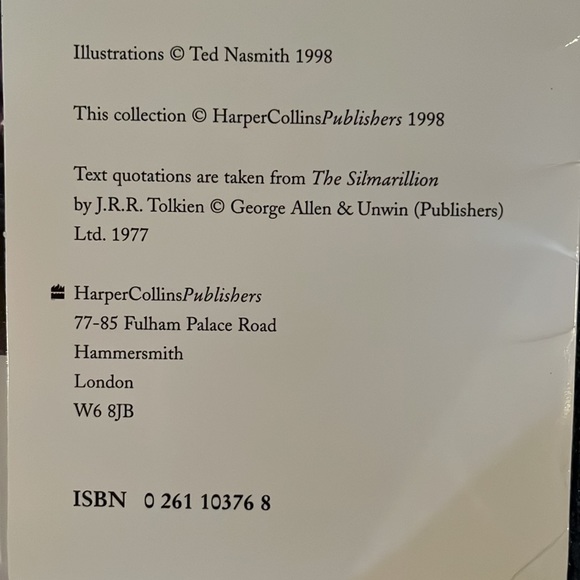 Illustrations © Ted Nasmith 1998
This collection © HarperCollinsPublishers 1998
Text quotations are taken from The Silmarillion
by J.R.R. Tolkien © George Allen & Unwin (Publishers)
Ltd. 1977
HarperCollinsPublishers
77-85 Fulham Palace Road
Hammersmith
London
W6 8JB
ISBN 0 261 10376 8